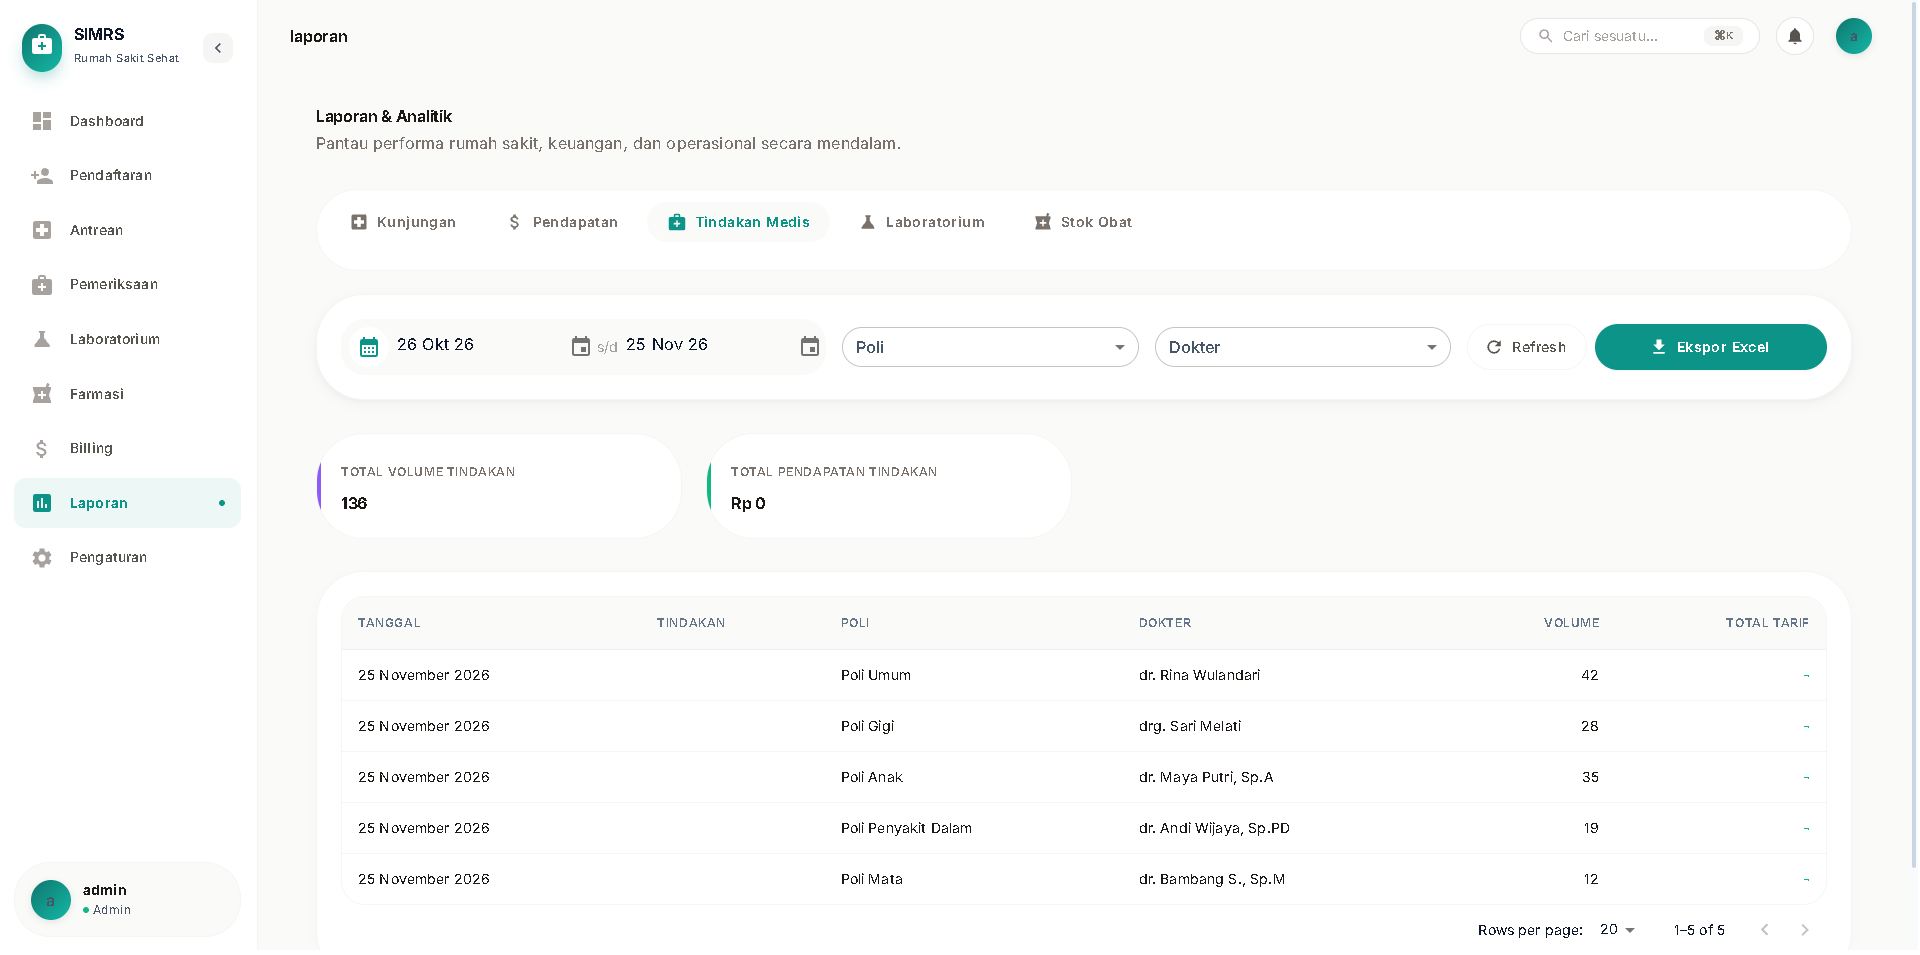 SIMRS
Rumah Sakit Sehat
Dashboard
Pendaftaran
Antrean
Pemeriksaan
Laboratorium
Farmasi
Billing
Laporan
Pengaturan
a
admin
Admin
laporan
Cari sesuatu...
⌘K
a
Laporan & Analitik
Pantau performa rumah sakit, keuangan, dan operasional secara mendalam.
Kunjungan Pendapatan Tindakan Medis Laboratorium Stok Obat
26 Okt 26 s/d 25 Nov 26 Poli Dokter Refresh Ekspor Excel
TOTAL VOLUME TINDAKAN
136
TOTAL PENDAPATAN TINDAKAN
Rp 0
TANGGAL TINDAKAN POLI DOKTER VOLUME TOTAL TARIF
25 November 2026 Poli Umum dr. Rina Wulandari 42 -
25 November 2026 Poli Gigi drg. Sari Melati 28 -
25 November 2026 Poli Anak dr. Maya Putri, Sp.A 35 -
25 November 2026 Poli Penyakit Dalam dr. Andi Wijaya, Sp.PD 19 -
25 November 2026 Poli Mata dr. Bambang S., Sp.M 12 -
Rows per page: 20 1–5 of 5